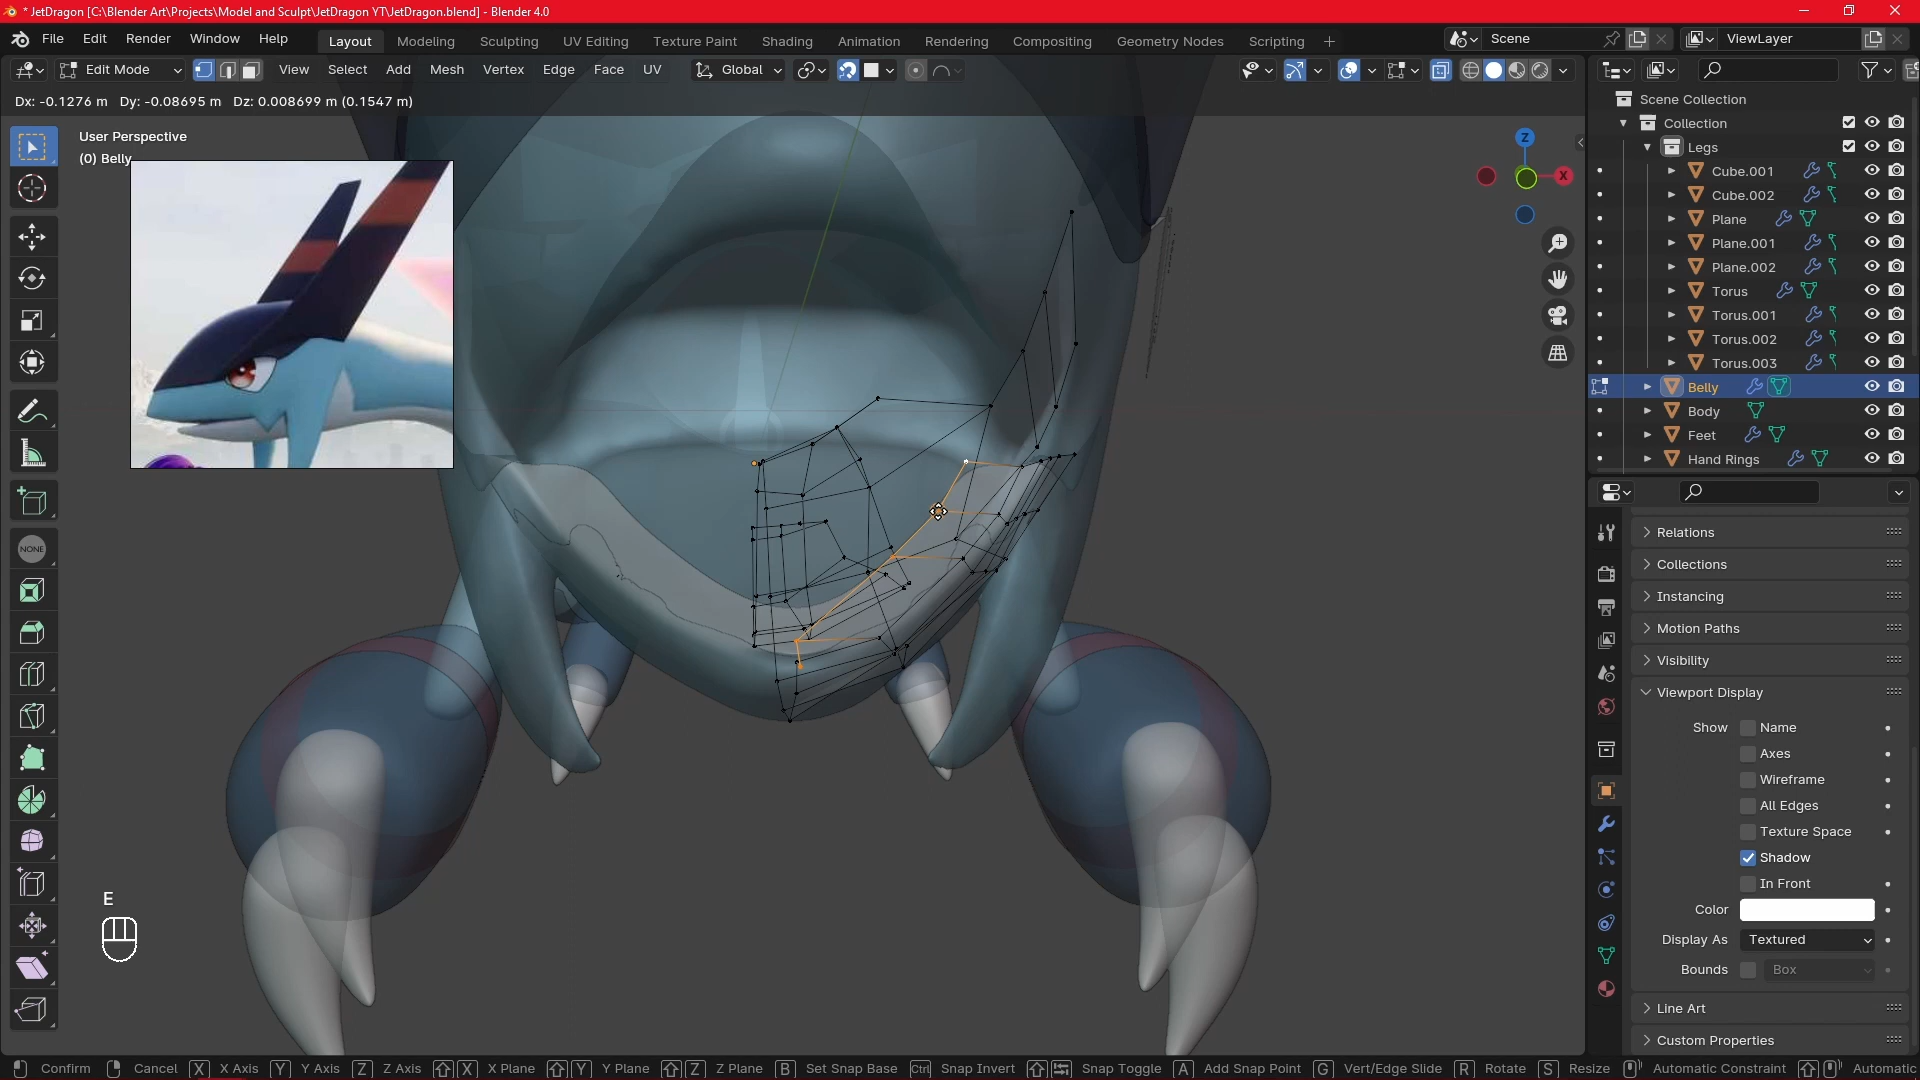 * JetDragon [C:\Blender Art\Projects\Model and Sculpt\JetDragon YT\JetDragon.blend] - Blender 4.0
File Edit Render Window Help Layout Modeling Sculpting UV Editing Texture Paint Shading Animation Rendering Compositing Geometry Nodes Scripting Scene ViewLayer
Edit Mode View Select Add Mesh Vertex Edge Face UV Global
Dx: -0.1276 m Dy: -0.08695 m Dz: 0.008699 m (0.1547 m)
User Perspective
(0) Belly
Z
X
NONE
E
Scene Collection
Collection
Legs
Cube.001
Cube.002
Plane
Plane.001
Plane.002
Torus
Torus.001
Torus.002
Torus.003
Belly
Body
Feet
Hand Rings
Relations
Collections
Instancing
Motion Paths
Visibility
Viewport Display
Show Name
Axes
Wireframe
All Edges
Texture Space
Shadow
In Front
Color
Display As Textured
Bounds Box
Line Art
Custom Properties
Confirm Cancel X X Axis Y Y Axis Z Z Axis X X Plane Y Y Plane Z Z Plane B Set Snap Base Ctrl Snap Invert Snap Toggle A Add Snap Point G Vert/Edge Slide R Rotate S Resize Automatic Constraint Automatic